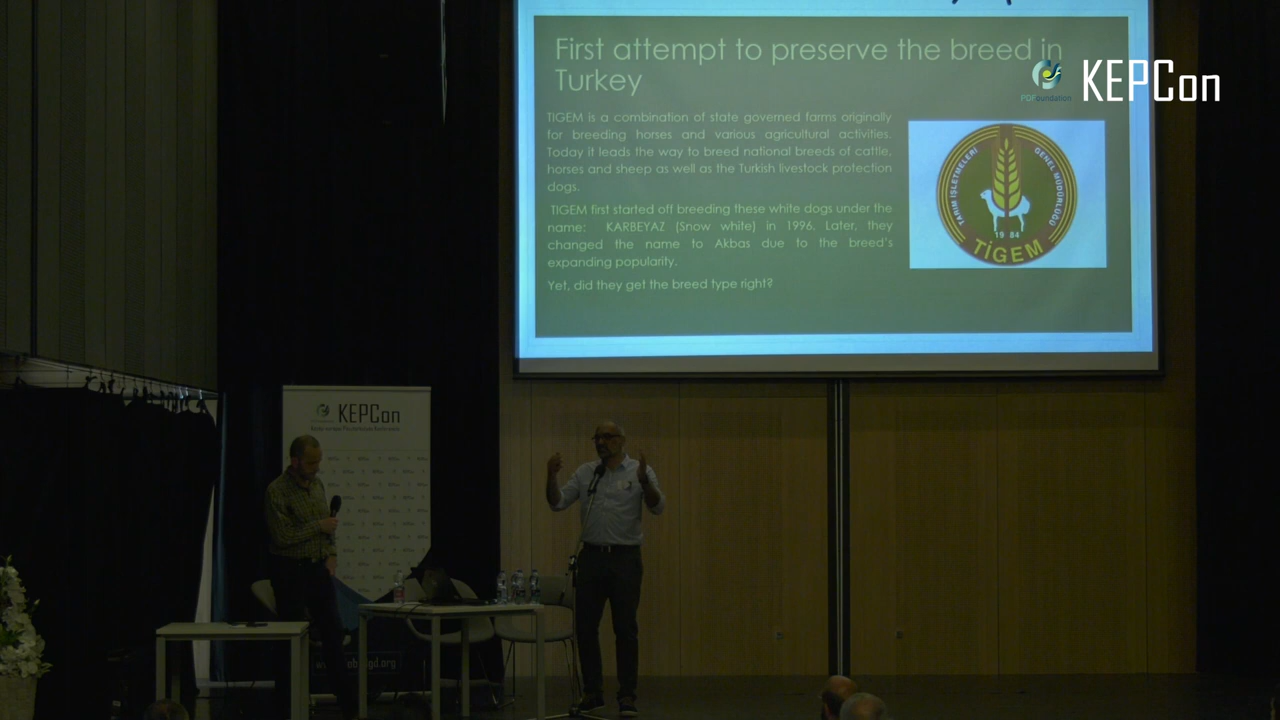 First attempt to preserve the breed in
Turkey
PDFoundation
KEPCon
TIGEM is a combination of state governed farms originally
for breeding horses and various agricultural activities.
Today it leads the way to breed national breeds of cattle,
horses and sheep as well as the Turkish livestock protection
dogs.
TIGEM first started off breeding these white dogs under the
name: KARBEYAZ (Snow white) in 1996. Later, they
changed the name to Akbas due to the breed's
expanding popularity.
Yet, did they get the breed type right?
TARIM İŞLETMELERİ GENEL MÜDÜRLÜĞÜ
19 84
TİGEM
KEPCon